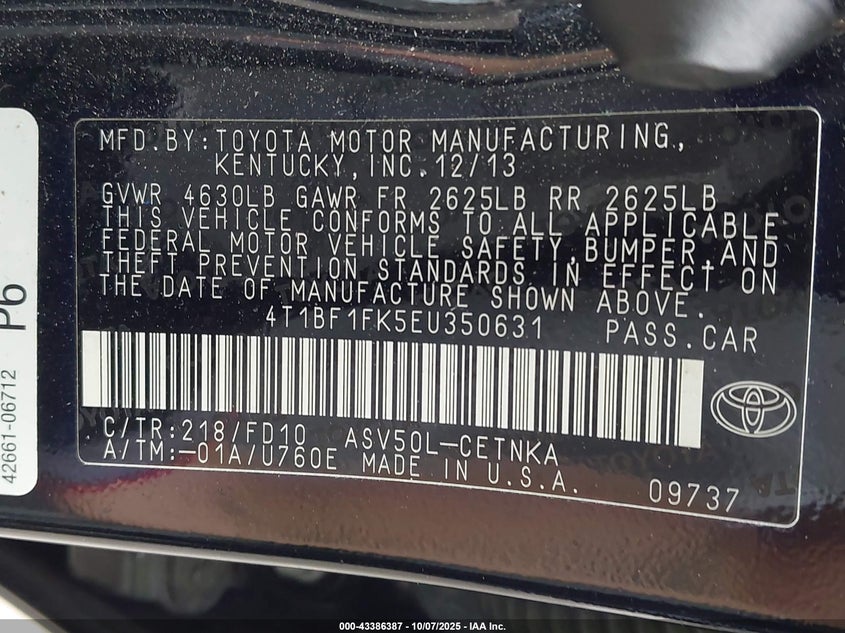 MFD.BY:TOYOTA MOTOR MANUFACTURING,
KENTUCKY,INC.12/13
GVWR 4630LB GAWR FR 2625LB RR 2625LB
THIS VEHICLE CONFORMS TO ALL APPLICABLE
FEDERAL MOTOR VEHICLE SAFETY,BUMPER,AND
THEFT PREVENTION STANDARDS IN EFFECT ON
THE DATE OF MANUFACTURE SHOWN ABOVE.
4T1BF1FK5EU350631 PASS.CAR
C/TR:218/FD10 ASV50L-CETNKA
A/TM:-01A/U760E MADE IN U.S.A.
09737
42661-06712
P6
000-43386387 - 10/07/2025 - IAA Inc.